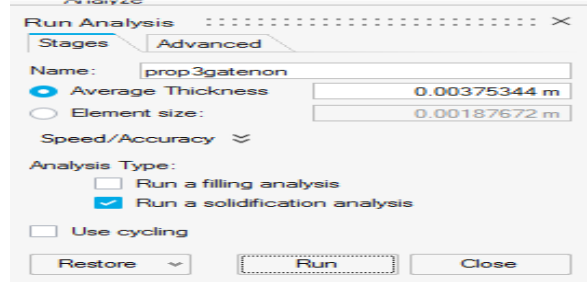 Analyze
Run Analysis
Stages Advanced
Name: prop3gatenon
Average Thickness 0.00375344 m
Element size: 0.00187672 m
Speed/Accuracy
Analysis Type:
Run a filling analysis
Run a solidification analysis
Use cycling
Restore Run Close